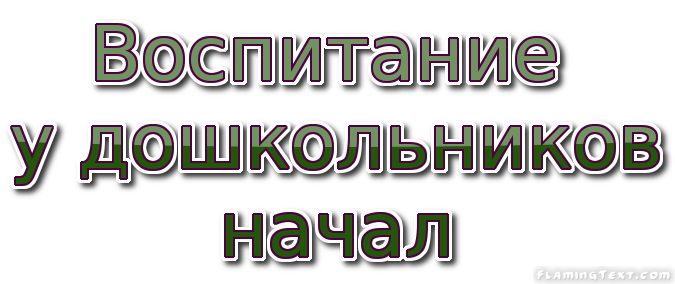 Воспитание
у дошкольников
начал
FlamingText.com